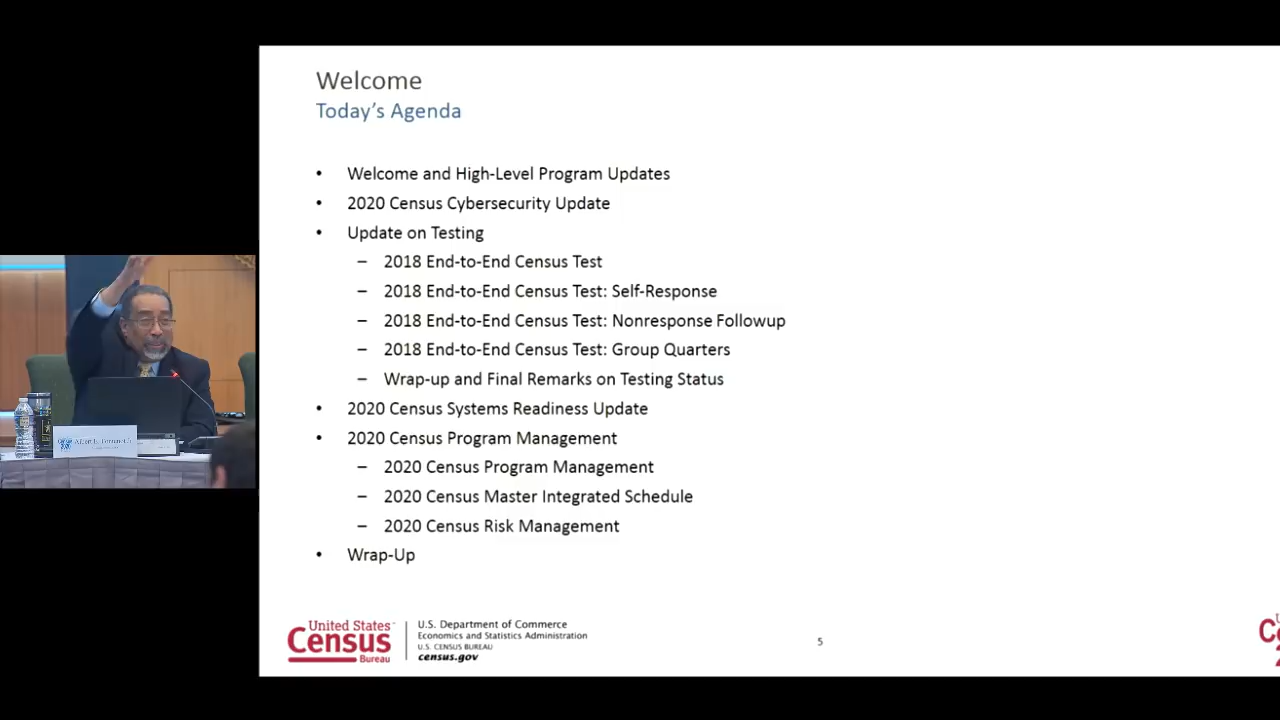 Welcome
Today's Agenda
• Welcome and High-Level Program Updates
• 2020 Census Cybersecurity Update
• Update on Testing
– 2018 End-to-End Census Test
– 2018 End-to-End Census Test: Self-Response
– 2018 End-to-End Census Test: Nonresponse Followup
– 2018 End-to-End Census Test: Group Quarters
– Wrap-up and Final Remarks on Testing Status
• 2020 Census Systems Readiness Update
• 2020 Census Program Management
– 2020 Census Program Management
– 2020 Census Master Integrated Schedule
– 2020 Census Risk Management
• Wrap-Up
United States
Census
Bureau
U.S. Department of Commerce
Economics and Statistics Administration
U.S. CENSUS BUREAU
census.gov
5